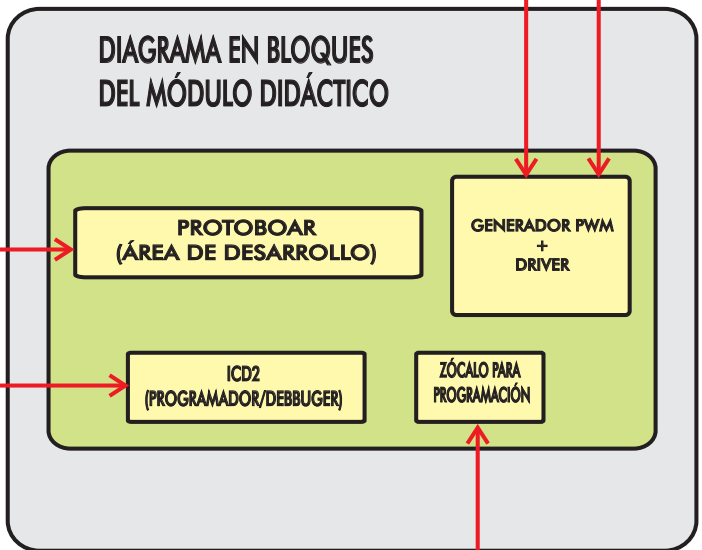 DIAGRAMA EN BLOQUES
DEL MÓDULO DIDÁCTICO
PROTOBOAR
(ÁREA DE DESARROLLO)
GENERADOR PWM
+
DRIVER
ICD2
(PROGRAMADOR/DEBBUGER)
ZÓCALO PARA
PROGRAMACIÓN